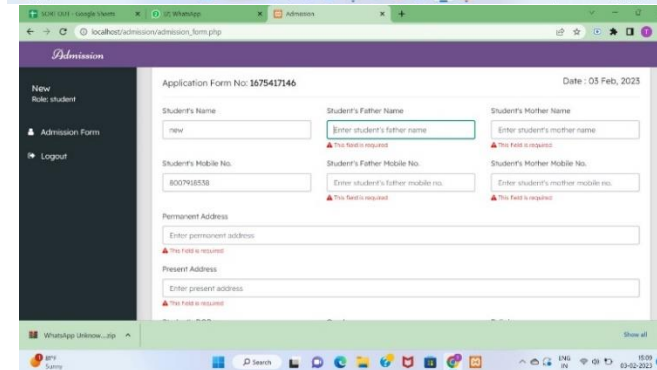 SCHE OUT - Google Sheets
(2) WhatsApp
Admission
localhost/admission/admission_form.php
Admission
New
Role: student
Admission Form
Logout
Application Form No: 1675417146
Date : 03 Feb, 2023
Student's Name
Student's Father Name
Student's Mother Name
new
Enter student's father name
Enter student's mother name
This field is required
This field is required
Student's Mobile No.
Student's Father Mobile No.
Student's Mother Mobile No.
8007918538
Enter student's father mobile no.
Enter student's mother mobile no.
This field is required
This field is required
Permanent Address
Enter permanent address
This field is required
Present Address
Enter present address
This field is required
WhatsApp Unknow....zip
Show all
Sunny
Search
ENG
IN
15:09
03-02-2023